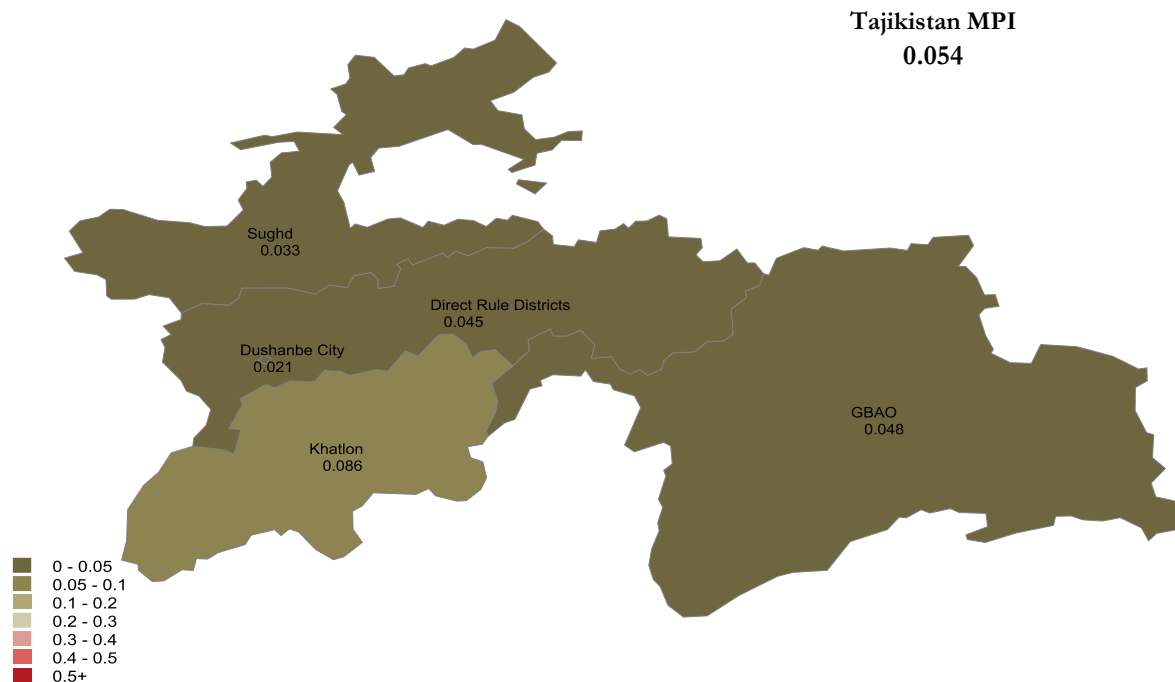 Tajikistan MPI
0.054
Sughd
0.033
Direct Rule Districts
0.045
Dushanbe City
0.021
GBAO
0.048
Khatlon
0.086
0 - 0.05
0.05 - 0.1
0.1 - 0.2
0.2 - 0.3
0.3 - 0.4
0.4 - 0.5
0.5+